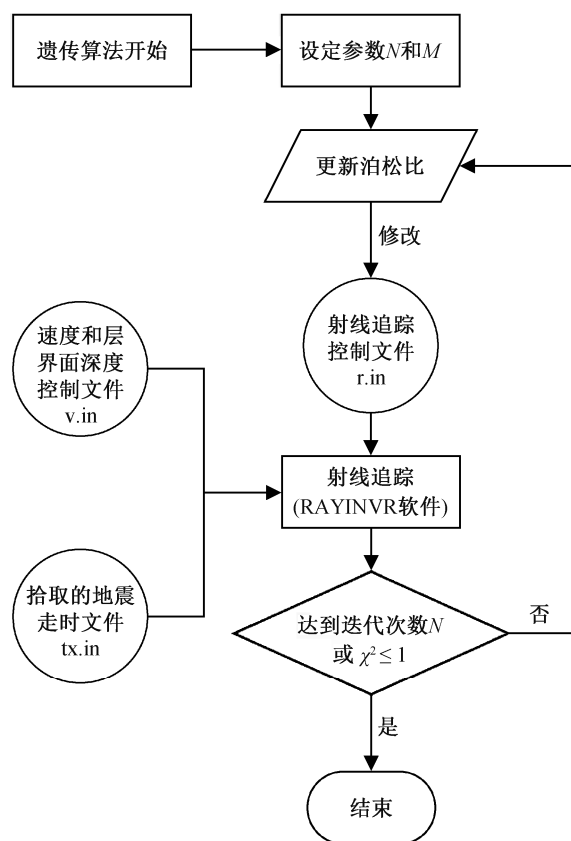 遗传算法开始
设定参数N和M
更新泊松比
修改
射线追踪
控制文件
r.in
速度和层
界面深度
控制文件
v.in
射线追踪
(RAYINVR软件)
拾取的地震
走时文件
tx.in
达到迭代次数N
或 χ² ≤ 1
否
是
结束